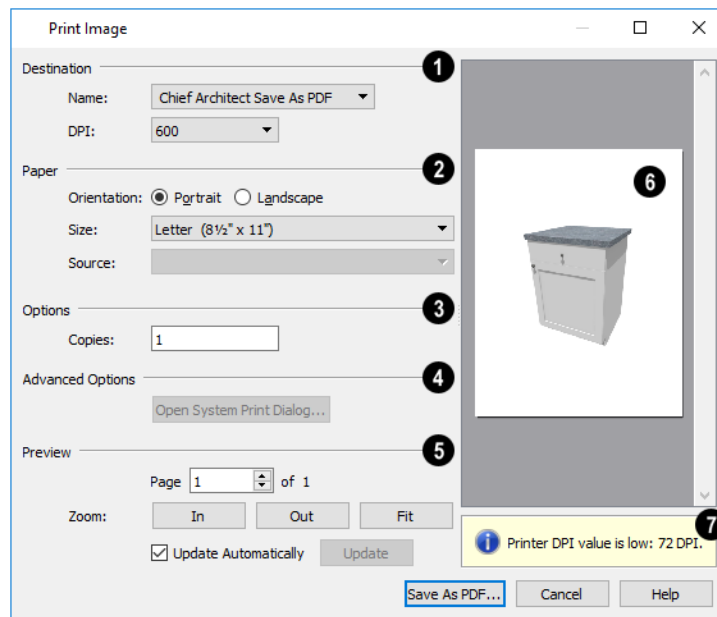 Print Image
Destination
1
Name: Chief Architect Save As PDF
DPI: 600
Paper
2
Orientation: Portrait Landscape
Size: Letter (8½" x 11")
Source:
Options
3
Copies: 1
Advanced Options
4
Open System Print Dialog...
Preview
5
Page 1 of 1
Zoom: In Out Fit
Update Automatically Update
6
7
Printer DPI value is low: 72 DPI.
Save As PDF... Cancel Help